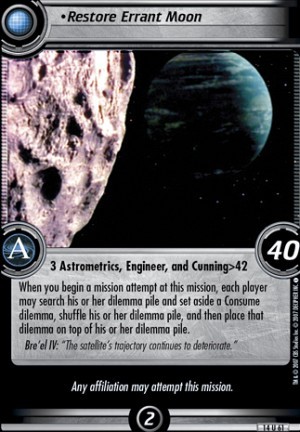 •Restore Errant Moon
A
40
3 Astrometrics, Engineer, and Cunning>42
When you begin a mission attempt at this mission, each player
may search his or her dilemma pile and set aside a Consume
dilemma, shuffle his or her dilemma pile, and then place that
dilemma on top of his or her dilemma pile.
Bre'el IV: "The satellite's trajectory continues to deteriorate."
Any affiliation may attempt this mission.
2
14 U 61